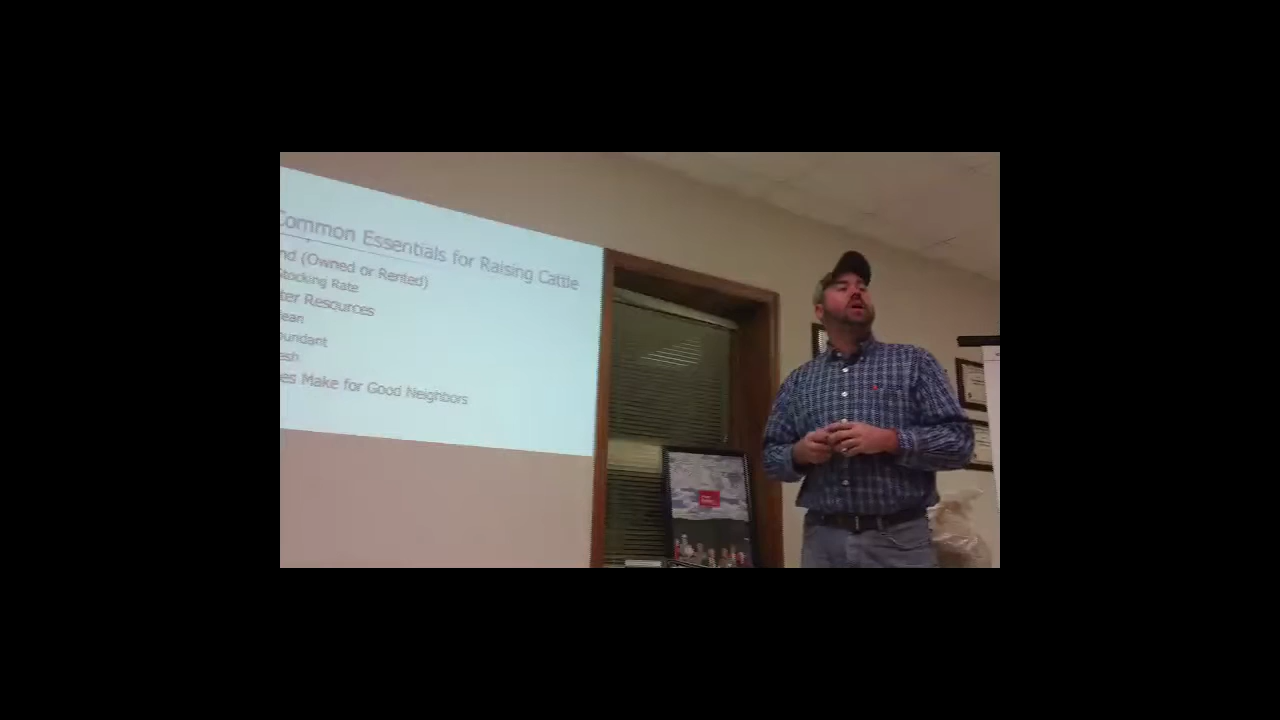 Common Essentials for Raising Cattle
nd (Owned or Rented)
Stocking Rate
ter Resources
ean
bundant
esh
es Make for Good Neighbors